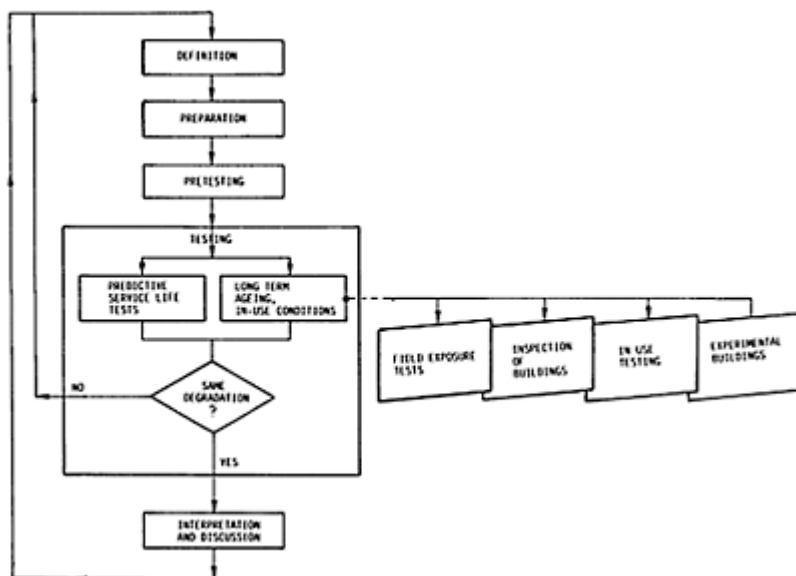 DEFINITION
PREPARATION
PRETESTING
TESTING
PREDICTIVE
SERVICE LIFE
TESTS
LONG TERM
AGEING,
IN-USE CONDITIONS
FIELD EXPOSURE
TESTS
INSPECTION
OF
BUILDINGS
IN USE
TESTING
EXPERIMENTAL
BUILDINGS
SAME
DEGRADATION
?
NO
YES
INTERPRETATION
AND DISCUSSION